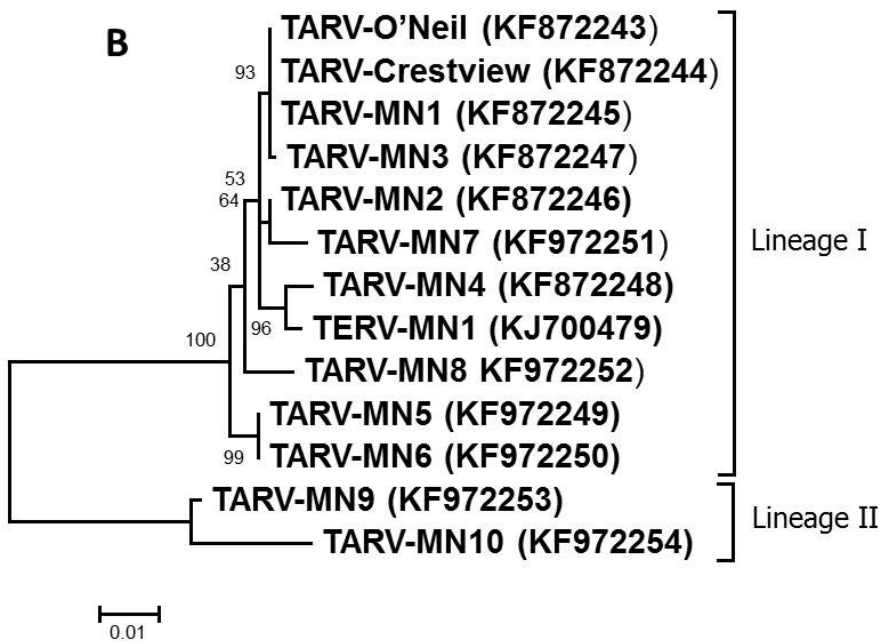 B
TARV-O’Neil (KF872243)
93
TARV-Crestview (KF872244)
TARV-MN1 (KF872245)
TARV-MN3 (KF872247)
53
64
TARV-MN2 (KF872246)
TARV-MN7 (KF972251)
Lineage I
38
TARV-MN4 (KF872248)
100
96
TERV-MN1 (KJ700479)
TARV-MN8 KF972252)
TARV-MN5 (KF972249)
99
TARV-MN6 (KF972250)
TARV-MN9 (KF972253)
Lineage II
TARV-MN10 (KF972254)
0.01